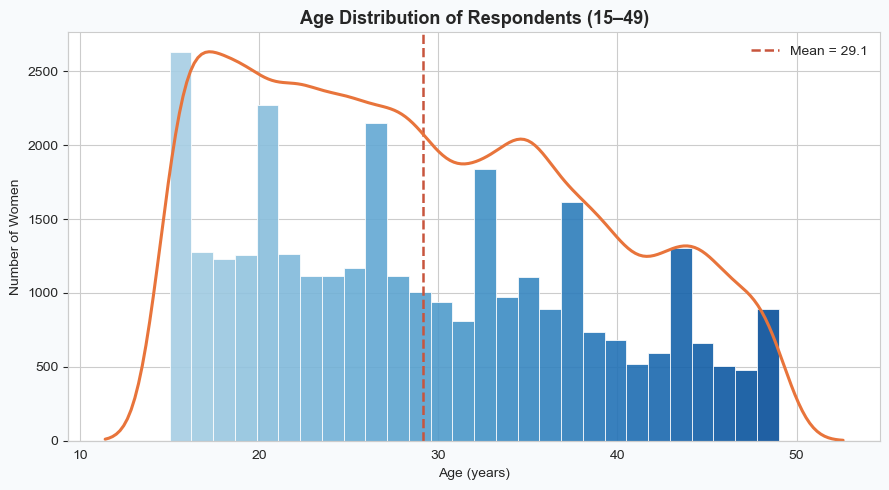 Age Distribution of Respondents (15–49)
Mean = 29.1
Number of Women
2500
2000
1500
1000
500
0
10 20 30 40 50
Age (years)